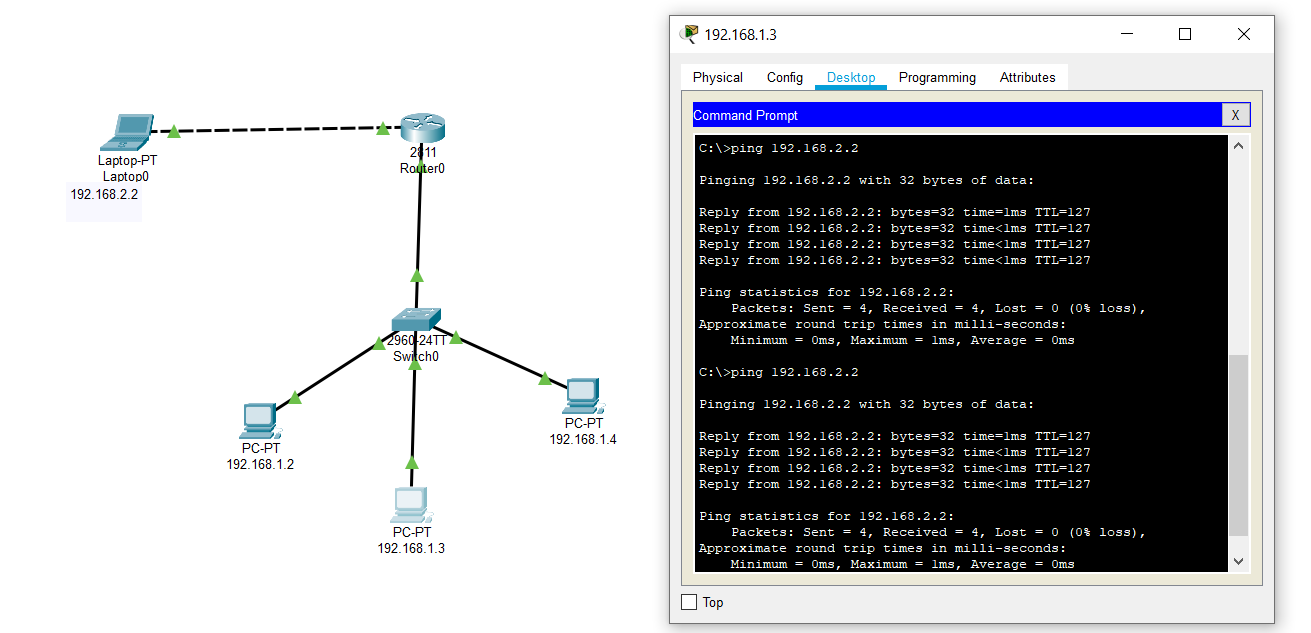 Laptop-PT
Laptop0
192.168.2.2
2811
Router0
2960-24TT
Switch0
PC-PT
192.168.1.2
PC-PT
192.168.1.3
PC-PT
192.168.1.4
192.168.1.3
Physical Config Desktop Programming Attributes
Command Prompt X
C:\>ping 192.168.2.2
Pinging 192.168.2.2 with 32 bytes of data:
Reply from 192.168.2.2: bytes=32 time=1ms TTL=127
Reply from 192.168.2.2: bytes=32 time<1ms TTL=127
Reply from 192.168.2.2: bytes=32 time<1ms TTL=127
Reply from 192.168.2.2: bytes=32 time<1ms TTL=127
Ping statistics for 192.168.2.2:
Packets: Sent = 4, Received = 4, Lost = 0 (0% loss),
Approximate round trip times in milli-seconds:
Minimum = 0ms, Maximum = 1ms, Average = 0ms
C:\>ping 192.168.2.2
Pinging 192.168.2.2 with 32 bytes of data:
Reply from 192.168.2.2: bytes=32 time=1ms TTL=127
Reply from 192.168.2.2: bytes=32 time<1ms TTL=127
Reply from 192.168.2.2: bytes=32 time<1ms TTL=127
Reply from 192.168.2.2: bytes=32 time<1ms TTL=127
Ping statistics for 192.168.2.2:
Packets: Sent = 4, Received = 4, Lost = 0 (0% loss),
Approximate round trip times in milli-seconds:
Minimum = 0ms, Maximum = 1ms, Average = 0ms
Top